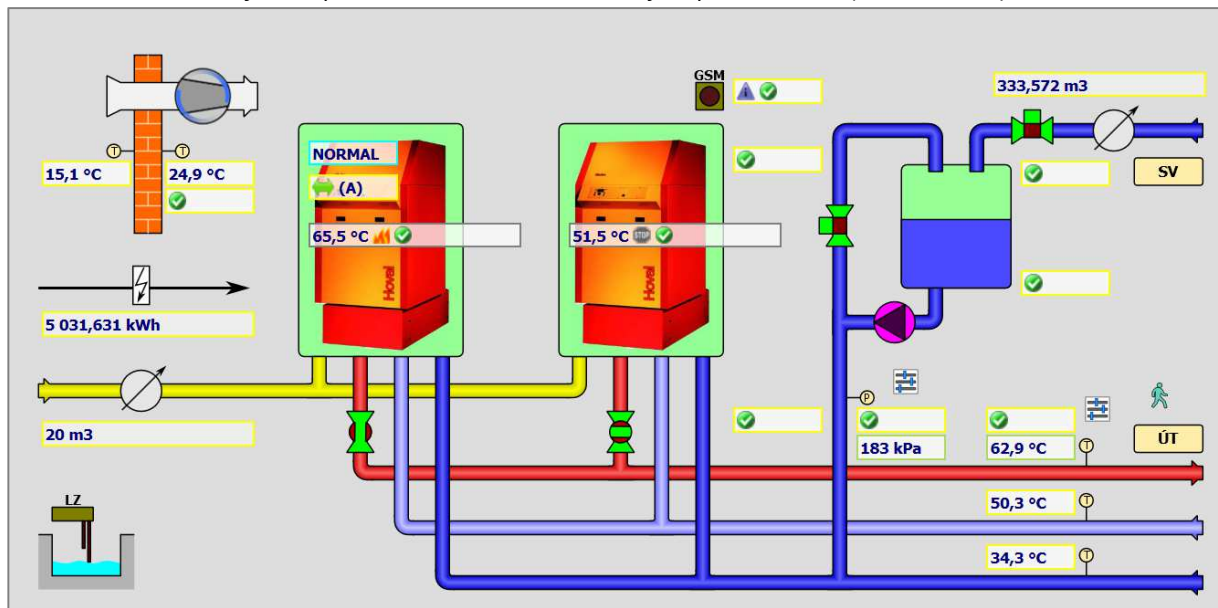 GSM
333,572 m3
NORMAL
15,1 °C
24,9 °C
(A)
SV
65,5 °C
51,5 °C
STOP
Hoval
Hoval
5 031,631 kWh
20 m3
183 kPa
62,9 °C
ÚT
LZ
50,3 °C
34,3 °C
T
T
P
T
T
T